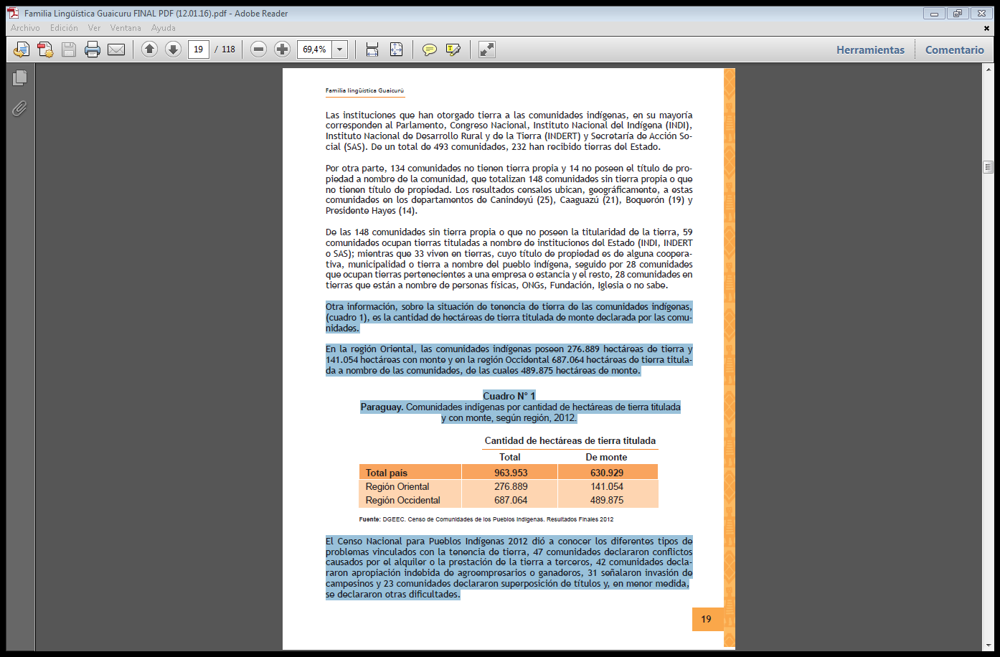 Familia Lingüística Guaicuru FINAL PDF (12.01.16).pdf - Adobe Reader
Archivo Edición Ver Ventana Ayuda
19 / 118 69,4% Herramientas Comentario
Familia lingüística Guaicurú
Las instituciones que han otorgado tierra a las comunidades indígenas, en su mayoría
corresponden al Parlamento, Congreso Nacional, Instituto Nacional del Indígena (INDI),
Instituto Nacional de Desarrollo Rural y de la Tierra (INDERT) y Secretaría de Acción So-
cial (SAS). De un total de 493 comunidades, 232 han recibido tierras del Estado.
Por otra parte, 134 comunidades no tienen tierra propia y 14 no poseen el título de pro-
piedad a nombre de la comunidad, que totalizan 148 comunidades sin tierra propia o que
no tienen título de propiedad. Los resultados censales ubican, geográficamente, a estas
comunidades en los departamentos de Canindeyú (25), Caaguazú (21), Boquerón (19) y
Presidente Hayes (14).
De las 148 comunidades sin tierra propia o que no poseen la titularidad de la tierra, 59
comunidades ocupan tierras tituladas a nombre de instituciones del Estado (INDI, INDERT
o SAS); mientras que 33 viven en tierras, cuyo título de propiedad es de alguna coopera-
tiva, municipalidad o tierra a nombre del pueblo indígena, seguido por 28 comunidades
que ocupan tierras pertenecientes a una empresa o estancia y el resto, 28 comunidades en
tierras que están a nombre de personas físicas, ONGs, Fundación, Iglesia o no sabe.
Otra información, sobre la situación de tenencia de tierra de las comunidades indígenas,
(cuadro 1), es la cantidad de hectáreas de tierra titulada de monte declarada por las comu-
nidades.
En la región Oriental, las comunidades indígenas poseen 276.889 hectáreas de tierra y
141.054 hectáreas con monte y en la región Occidental 687.064 hectáreas de tierra titula-
da a nombre de las comunidades, de las cuales 489.875 hectáreas de monte.
Cuadro N° 1
Paraguay. Comunidades indígenas por cantidad de hectáreas de tierra titulada
y con monte, según región, 2012.
Cantidad de hectáreas de tierra titulada
Total De monte
Total país 963.953 630.929
Región Oriental 276.889 141.054
Región Occidental 687.064 489.875
Fuente: DGEEC. Censo de Comunidades de los Pueblos Indígenas. Resultados Finales 2012
El Censo Nacional para Pueblos Indígenas 2012 dió a conocer los diferentes tipos de
problemas vinculados con la tenencia de tierra, 47 comunidades declararon conflictos
causados por el alquiler o la prestación de la tierra a terceros, 42 comunidades decla-
raron apropiación indebida de agroempresarios o ganaderos, 31 señalaron invasión de
campesinos y 23 comunidades declararon superposición de títulos y, en menor medida,
se declararon otras dificultades.
19